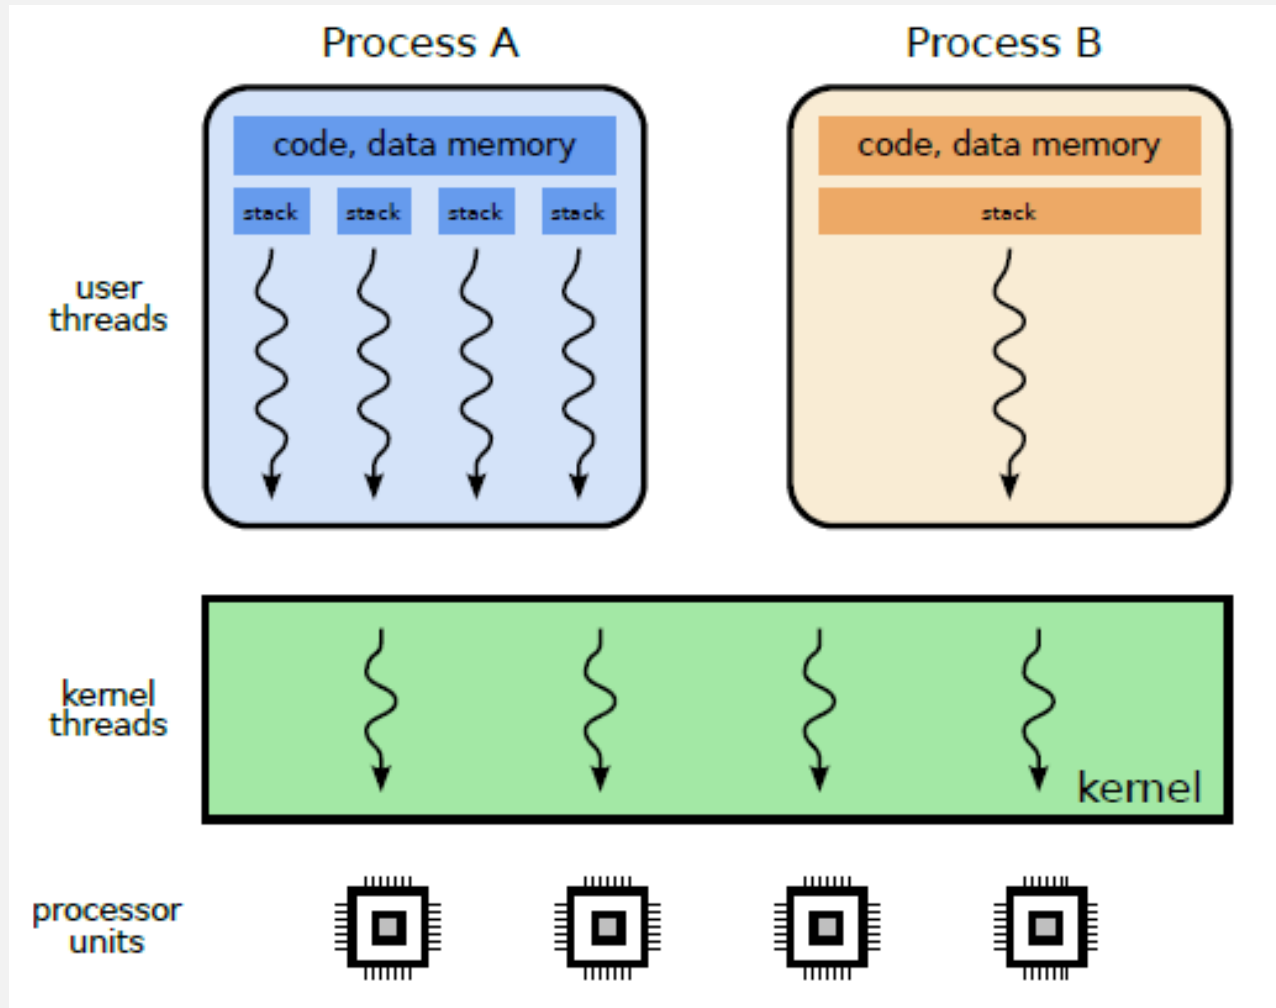 Process A
Process B
code, data memory
code, data memory
stack
stack
stack
stack
stack
user
threads
kernel
threads
kernel
processor
units